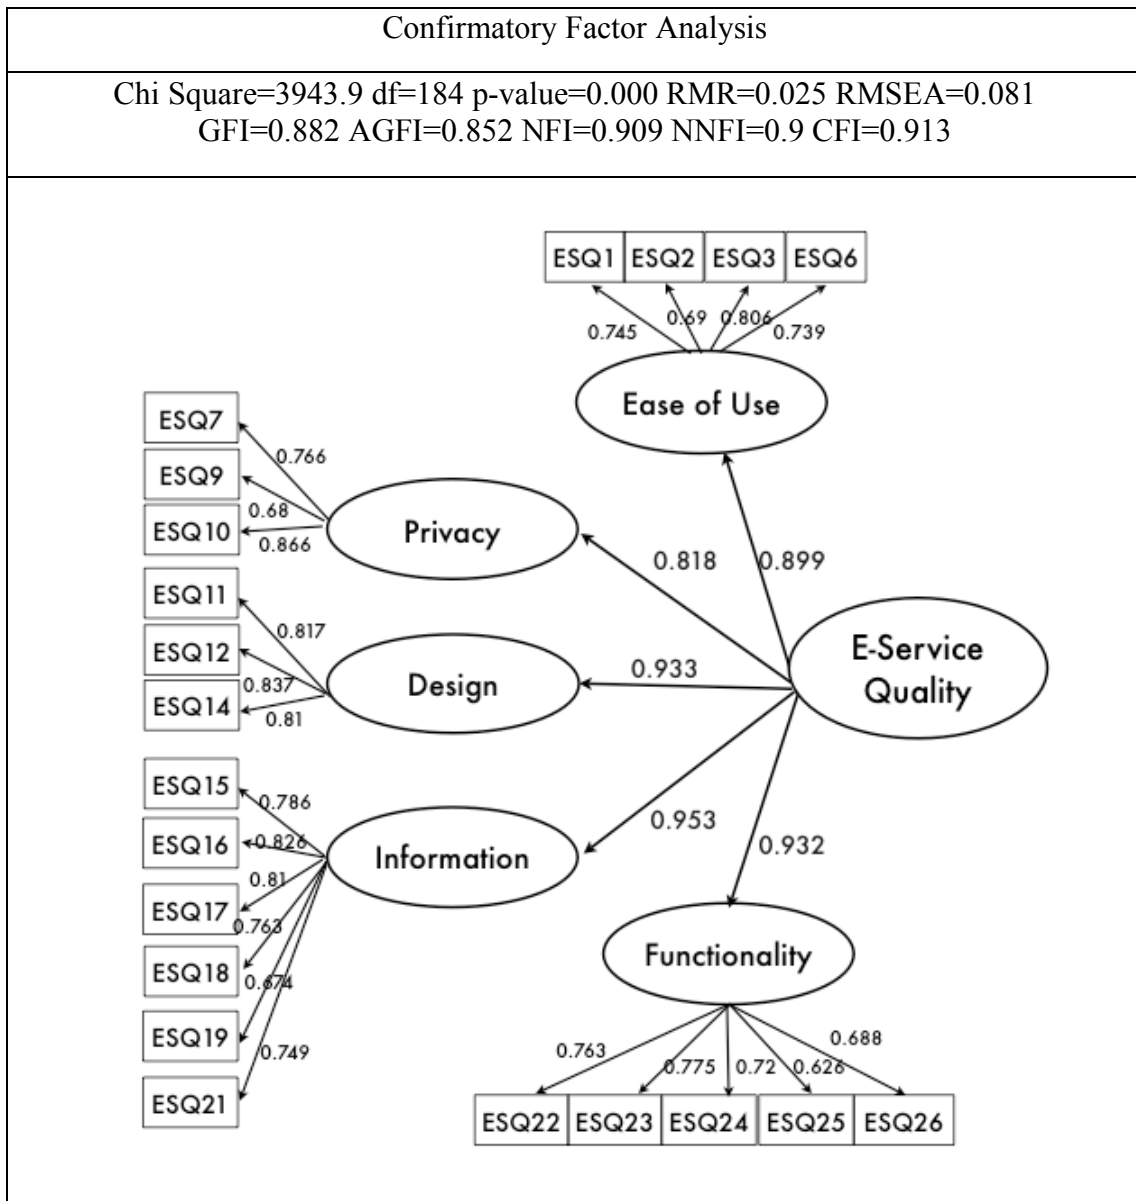 Confirmatory Factor Analysis
Chi Square=3943.9 df=184 p-value=0.000 RMR=0.025 RMSEA=0.081
GFI=0.882 AGFI=0.852 NFI=0.909 NNFI=0.9 CFI=0.913
ESQ1 ESQ2 ESQ3 ESQ6
0.745 0.69 0.806 0.739
Ease of Use
ESQ7
0.766
ESQ9
0.68
ESQ10
0.866
Privacy
0.818 0.899
ESQ11
0.817
ESQ12
0.837
ESQ14
0.81
Design
0.933
E-Service
Quality
ESQ15
0.786
ESQ16
0.826
0.81
ESQ17
0.763
ESQ18
0.674
ESQ19
0.749
ESQ21
Information
0.953
0.932
Functionality
0.763 0.775 0.72 0.626 0.688
ESQ22 ESQ23 ESQ24 ESQ25 ESQ26